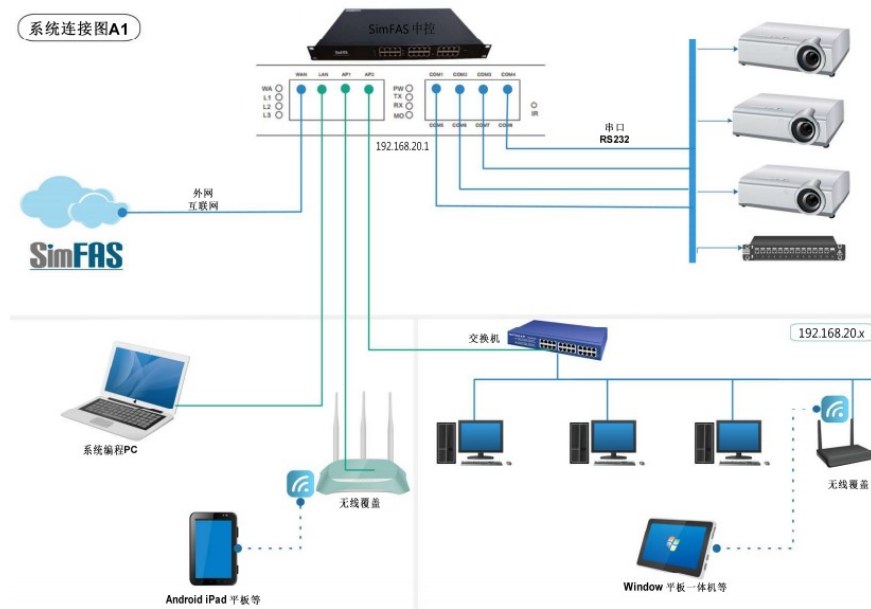 系统连接图A1
SimFAS 中控
SimFAS
WAN LAN AP1 AP2
WA
L1
L2
L3
PW
TX
RX
MO
COM1 COM2 COM3 COM4
COM5 COM6 COM7 COM8
IR
192.168.20.1
串口
RS232
外网
互联网
SimFAS
交换机
192.168.20.x
系统编程PC
无线覆盖
无线覆盖
Android iPad 平板等
Window 平板一体机等